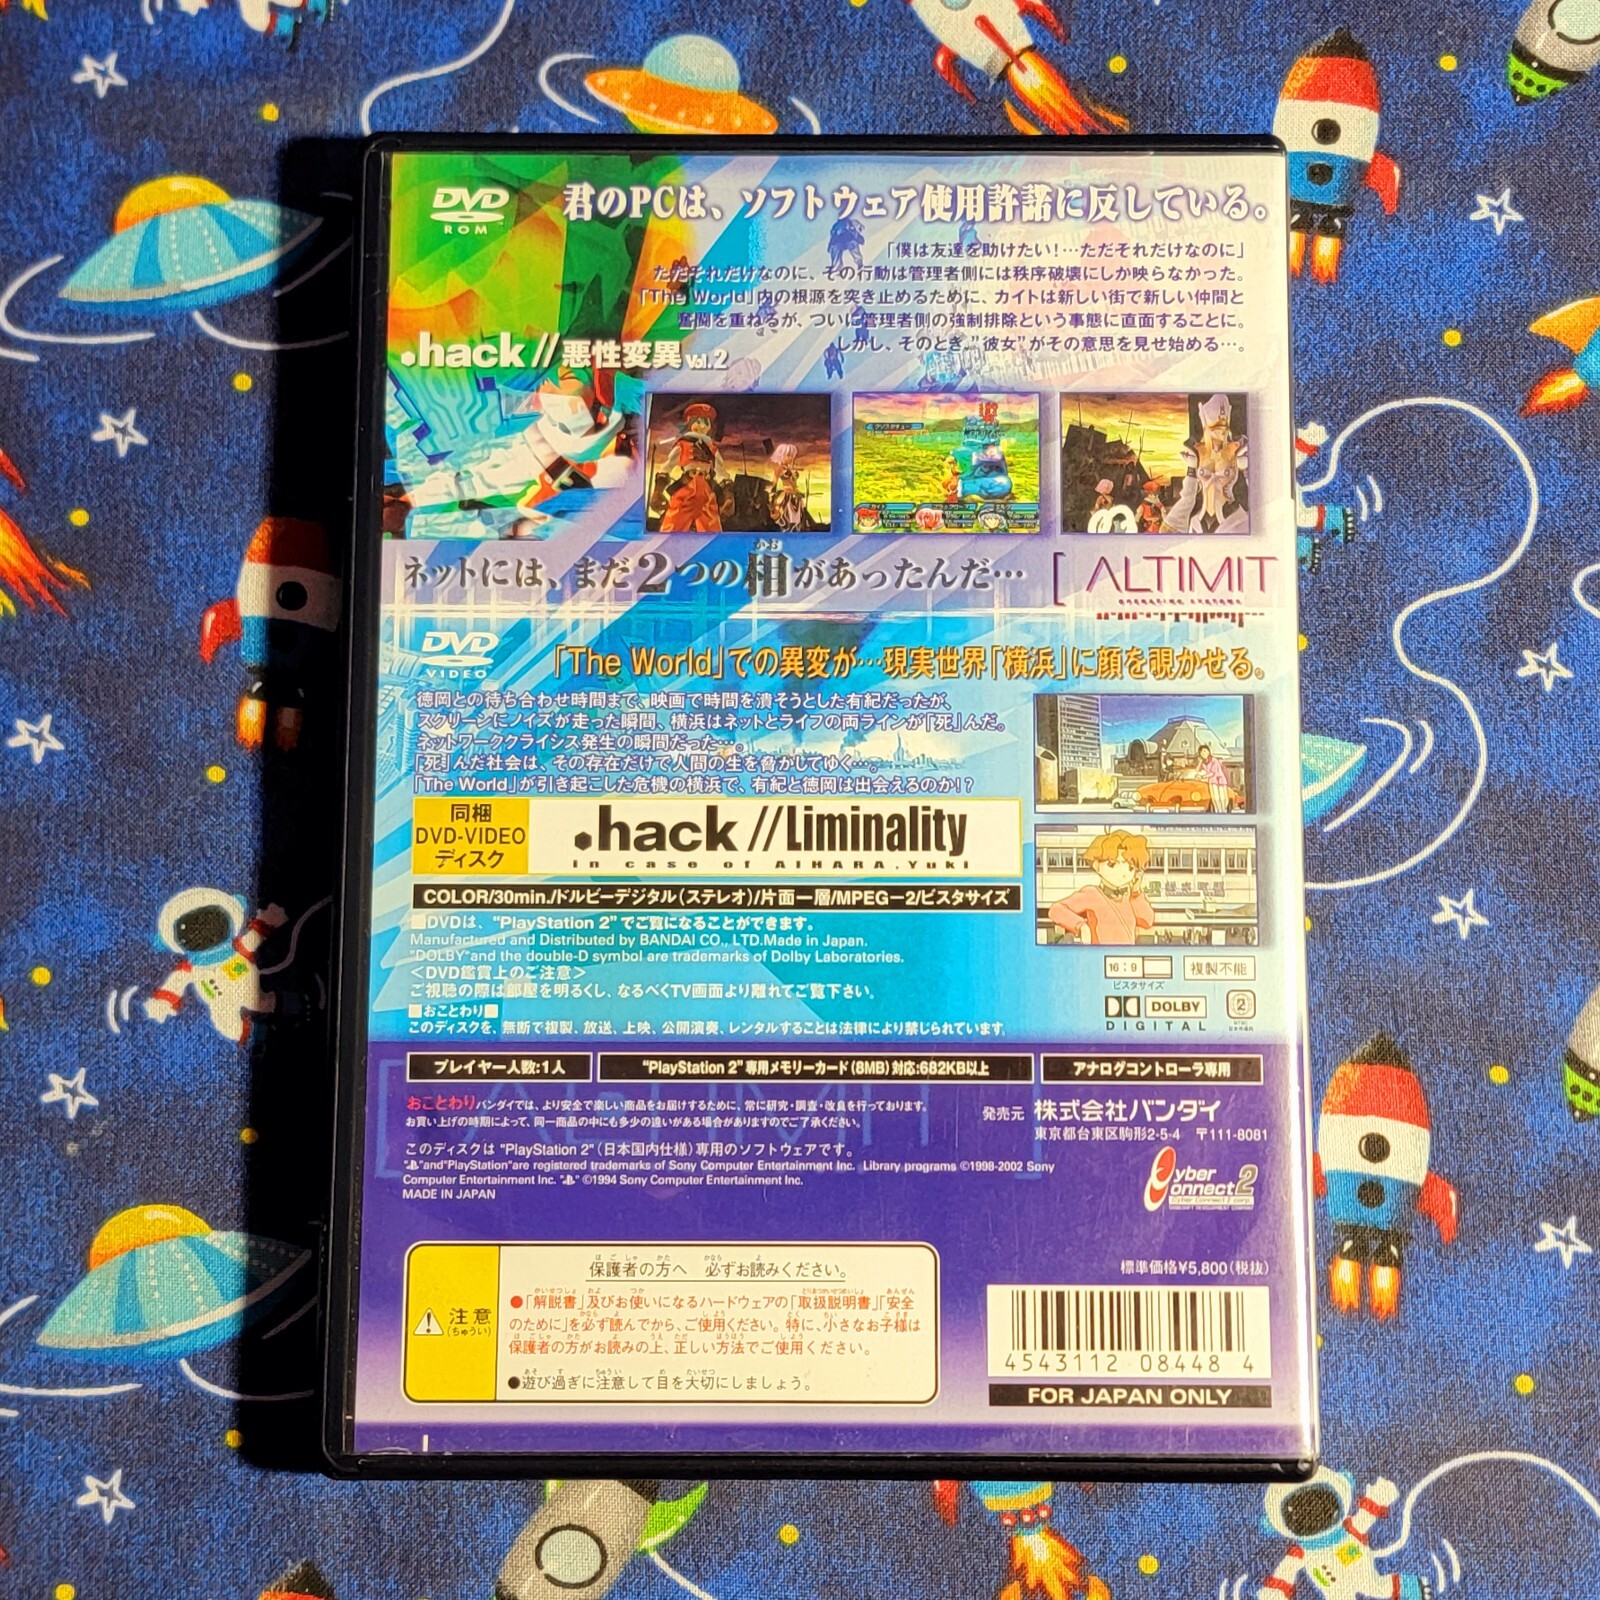 DVD
ROM
君のPCは、ソフトウェア使用許諾に反している。
「僕は友達を助けたい!…ただそれだけなのに」
ただそれだけなのに、その行動は管理者側には秩序破壊にしか映らなかった。
「The World」内の根源を突き止めるために、カイトは新しい街で新しい仲間と
奮闘を重ねるが、ついに管理者側の強制排除という事態に直面することに。
しかし、そのとき、"彼女"がその意思を見せ始める…。
.hack//悪性変異 Vol.2
ネットには、まだ2つの相があったんだ…
かお
[ ALTIMIT
OPERATING SYSTEMS
DVD
VIDEO
「The World」での異変が…現実世界「横浜」に顔を覗かせる。
徳岡との待ち合わせ時間まで、映画で時間を潰そうとした有紀だったが、
スクリーンにノイズが走った瞬間、横浜はネットとライフの両ラインが「死」んだ。
ネットワーククライシス発生の瞬間だった…。
「死」んだ社会は、その存在だけで人間の生を脅かしてゆく…。
「The World」が引き起こした危機の横浜で、有紀と徳岡は出会えるのか!?
同梱
DVD-VIDEO
ディスク
.hack//Liminality
in case of AIHARA.Yuki
COLOR/30min./ドルビーデジタル(ステレオ)/片面一層/MPEG-2/ビスタサイズ
■DVDは、"PlayStation 2"でご覧になることができます。
Manufactured and Distributed by BANDAI CO., LTD.Made in Japan.
"DOLBY"and the double-D symbol are trademarks of Dolby Laboratories.
<DVD鑑賞上のご注意>
ご視聴の際は部屋を明るくし、なるべくTV画面より離れてご覧下さい。
■おことわり■
このディスクを、無断で複製、放送、上映、公開演奏、レンタルすることは法律により禁じられています。
16:9
ビスタサイズ
複製不能
DOLBY
DIGITAL
2
プレイヤー人数:1人
"PlayStation 2"専用メモリーカード(8MB)対応:682KB以上
アナログコントローラ専用
おことわり バンダイでは、より安全で楽しい商品をお届けするために、常に研究・調査・改良を行っております。
お買い上げの時期によって、同一商品の中にも多少の違いがある場合がありますのでご了承ください。
発売元 株式会社バンダイ
東京都台東区駒形2-5-4 〒111-8081
このディスクは "PlayStation 2"(日本国内仕様)専用のソフトウェアです。
" "and"PlayStation"are registered trademarks of Sony Computer Entertainment Inc. Library programs ©1998-2002 Sony
Computer Entertainment Inc. " " ©1994 Sony Computer Entertainment Inc.
MADE IN JAPAN
Cyber
Connect2
Cyber Connect2 corp.
標準価格¥5,800(税抜)
注意
(ちゅうい)
保護者の方へ 必ずお読みください。
●「解説書」及びお使いになるハードウェアの「取扱説明書」「安全
のために」を必ず読んでから、ご使用ください。特に、小さなお子様は
保護者の方がお読みの上、正しい方法でご使用ください。
●遊び過ぎに注意して目を大切にしましょう。
4543112 08448 4
FOR JAPAN ONLY